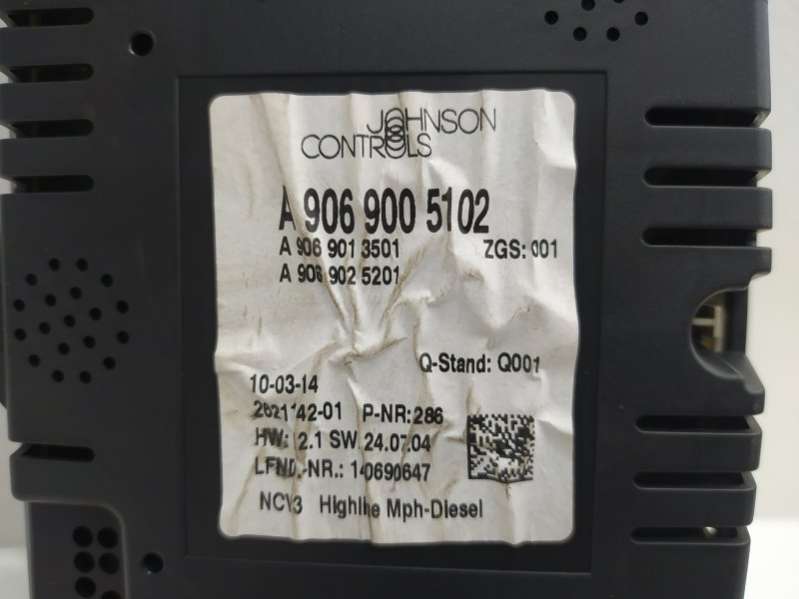 JOHNSON
CONTROLS
A 906 900 5102
A 906 901 3501 ZGS: 001
A 906 902 5201
Q-Stand: Q001
10-03-14
P-NR:286
HW: 2.1 SW 24.07.04
LFND.-NR.: 140690647
NCV3 Highline Mph-Diesel